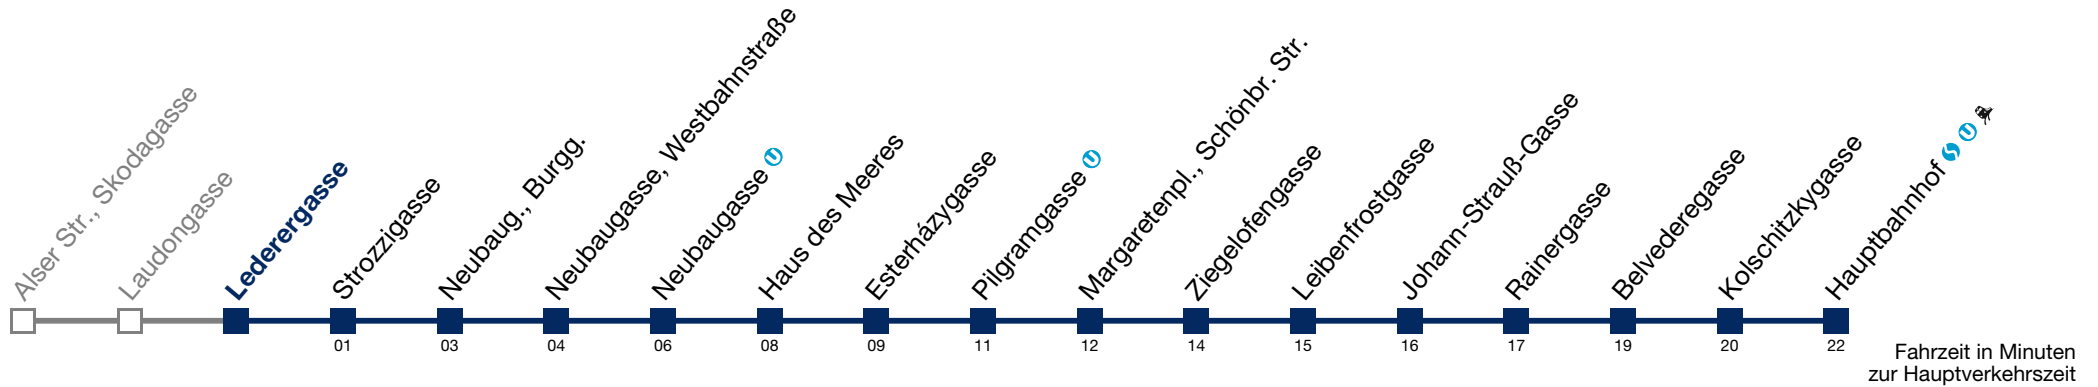 Alser Str., Skodagasse
Laudongasse
Lederergasse
Strozzigasse
Neubaug., Burgg.
Neubaugasse, Westbahnstraße
Neubaugasse U
Haus des Meeres
Esterházygasse
Pilgramgasse U
Margaretenpl., Schönbr. Str.
Ziegelofengasse
Leibenfrostgasse
Johann-Strauß-Gasse
Rainergasse
Belvederegasse
Kolschitzkygasse
Hauptbahnhof S U
01 03 04 06 08 09 11 12 14 15 16 17 19 20 22
Fahrzeit in Minuten
zur Hauptverkehrszeit